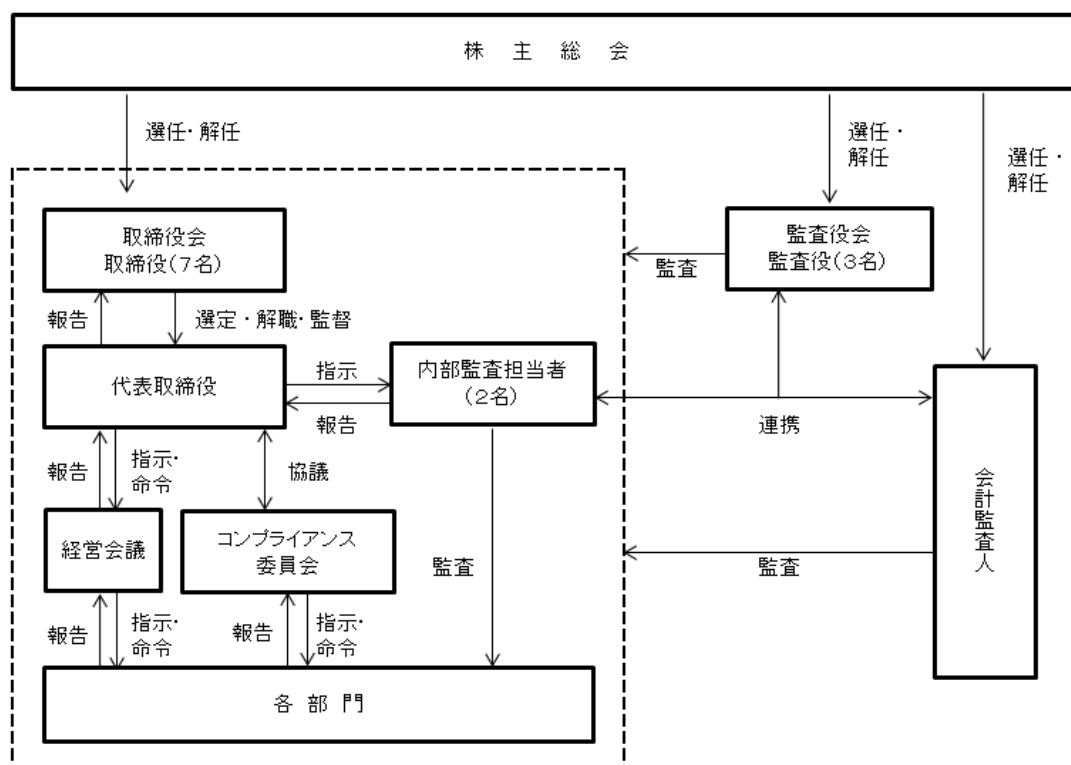 株 主 総 会
選任・解任
選任・
解任
選任・
解任
取締役会
取締役(7名)
監査役会
監査役(3名)
監査
報告
選定・解職・監督
代表取締役
指示
報告
内部監査担当者
(2名)
連携
報告
指示・
命令
協議
経営会議
コンプライアンス
委員会
監査
監査
会計監査人
報告
指示・
命令
報告
指示・
命令
各 部 門